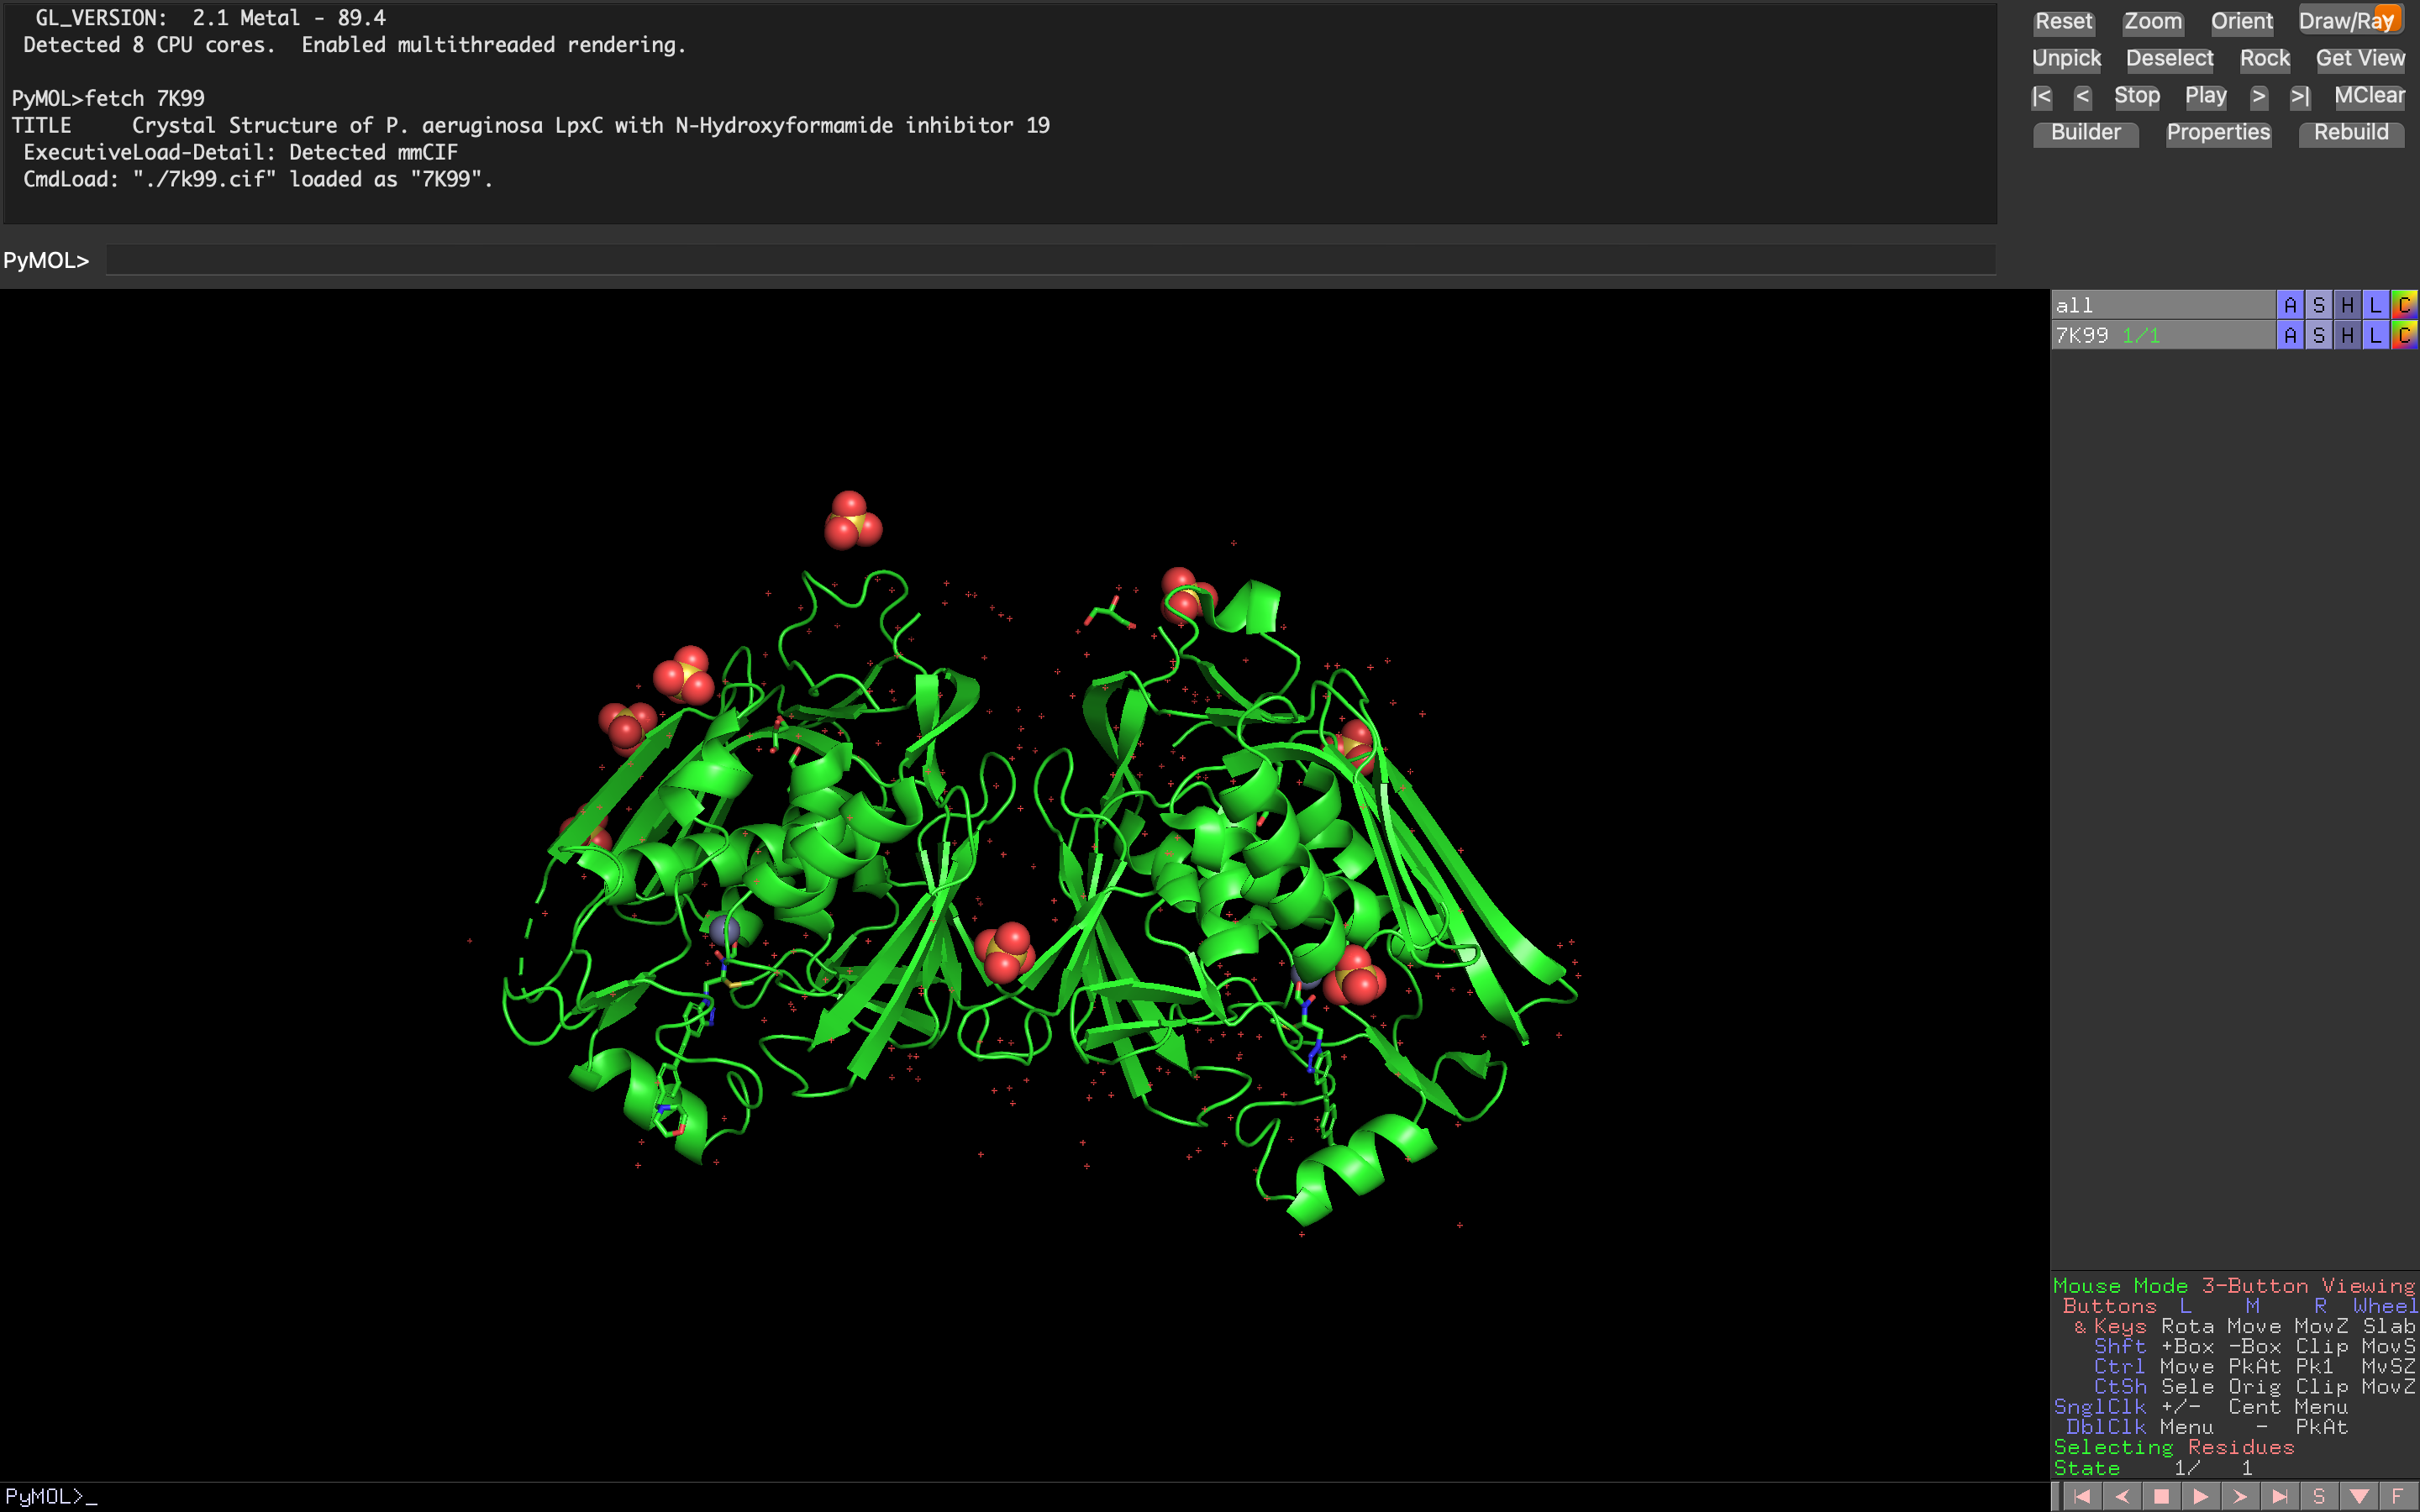 GL_VERSION:  2.1 Metal - 89.4
Detected 8 CPU cores.  Enabled multithreaded rendering.
PyMOL>fetch 7K99
TITLE     Crystal Structure of P. aeruginosa LpxC with N-Hydroxyformamide inhibitor 19
ExecutiveLoad-Detail: Detected mmCIF
CmdLoad: "./7k99.cif" loaded as "7K99".
PyMOL>
Reset Zoom Orient Draw/Ray
Unpick Deselect Rock Get View
|< < Stop Play > >| MClear
Builder Properties Rebuild
all A S H L C
7K99 1/1 A S H L C
Mouse Mode 3-Button Viewing
Buttons L M R Wheel
& Keys Rota Move MovZ Slab
Shft +Box -Box Clip MovS
Ctrl Move PkAt Pk1 MvSZ
CtSh Sele Orig Clip MovZ
SnglClk +/- Cent Menu
DblClk Menu - PkAt
Selecting Residues
State 1/ 1
PyMOL>_
S F